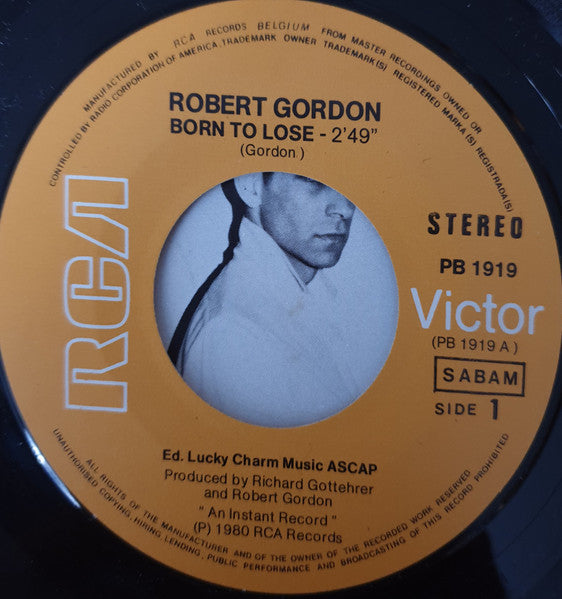 MANUFACTURED BY RCA RECORDS BELGIUM FROM MASTER RECORDINGS OWNED OR
CONTROLLED BY RADIO CORPORATION OF AMERICA. TRADEMARK OWNER TRADEMARK(S) REGISTERED MARKA(S) REGISTRADA(S)
ROBERT GORDON
BORN TO LOSE - 2'49"
(Gordon)
RCA
STEREO
PB 1919
Victor
(PB 1919 A)
SABAM
SIDE 1
Ed. Lucky Charm Music ASCAP
Produced by Richard Gottehrer
and Robert Gordon
" An Instant Record "
(P) 1980 RCA Records
ALL RIGHTS OF THE MANUFACTURER AND OF THE OWNER OF THE RECORDED WORK RESERVED
UNAUTHORISED COPYING, HIRING, LENDING, PUBLIC PERFORMANCE AND BROADCASTING OF THIS RECORD PROHIBITED